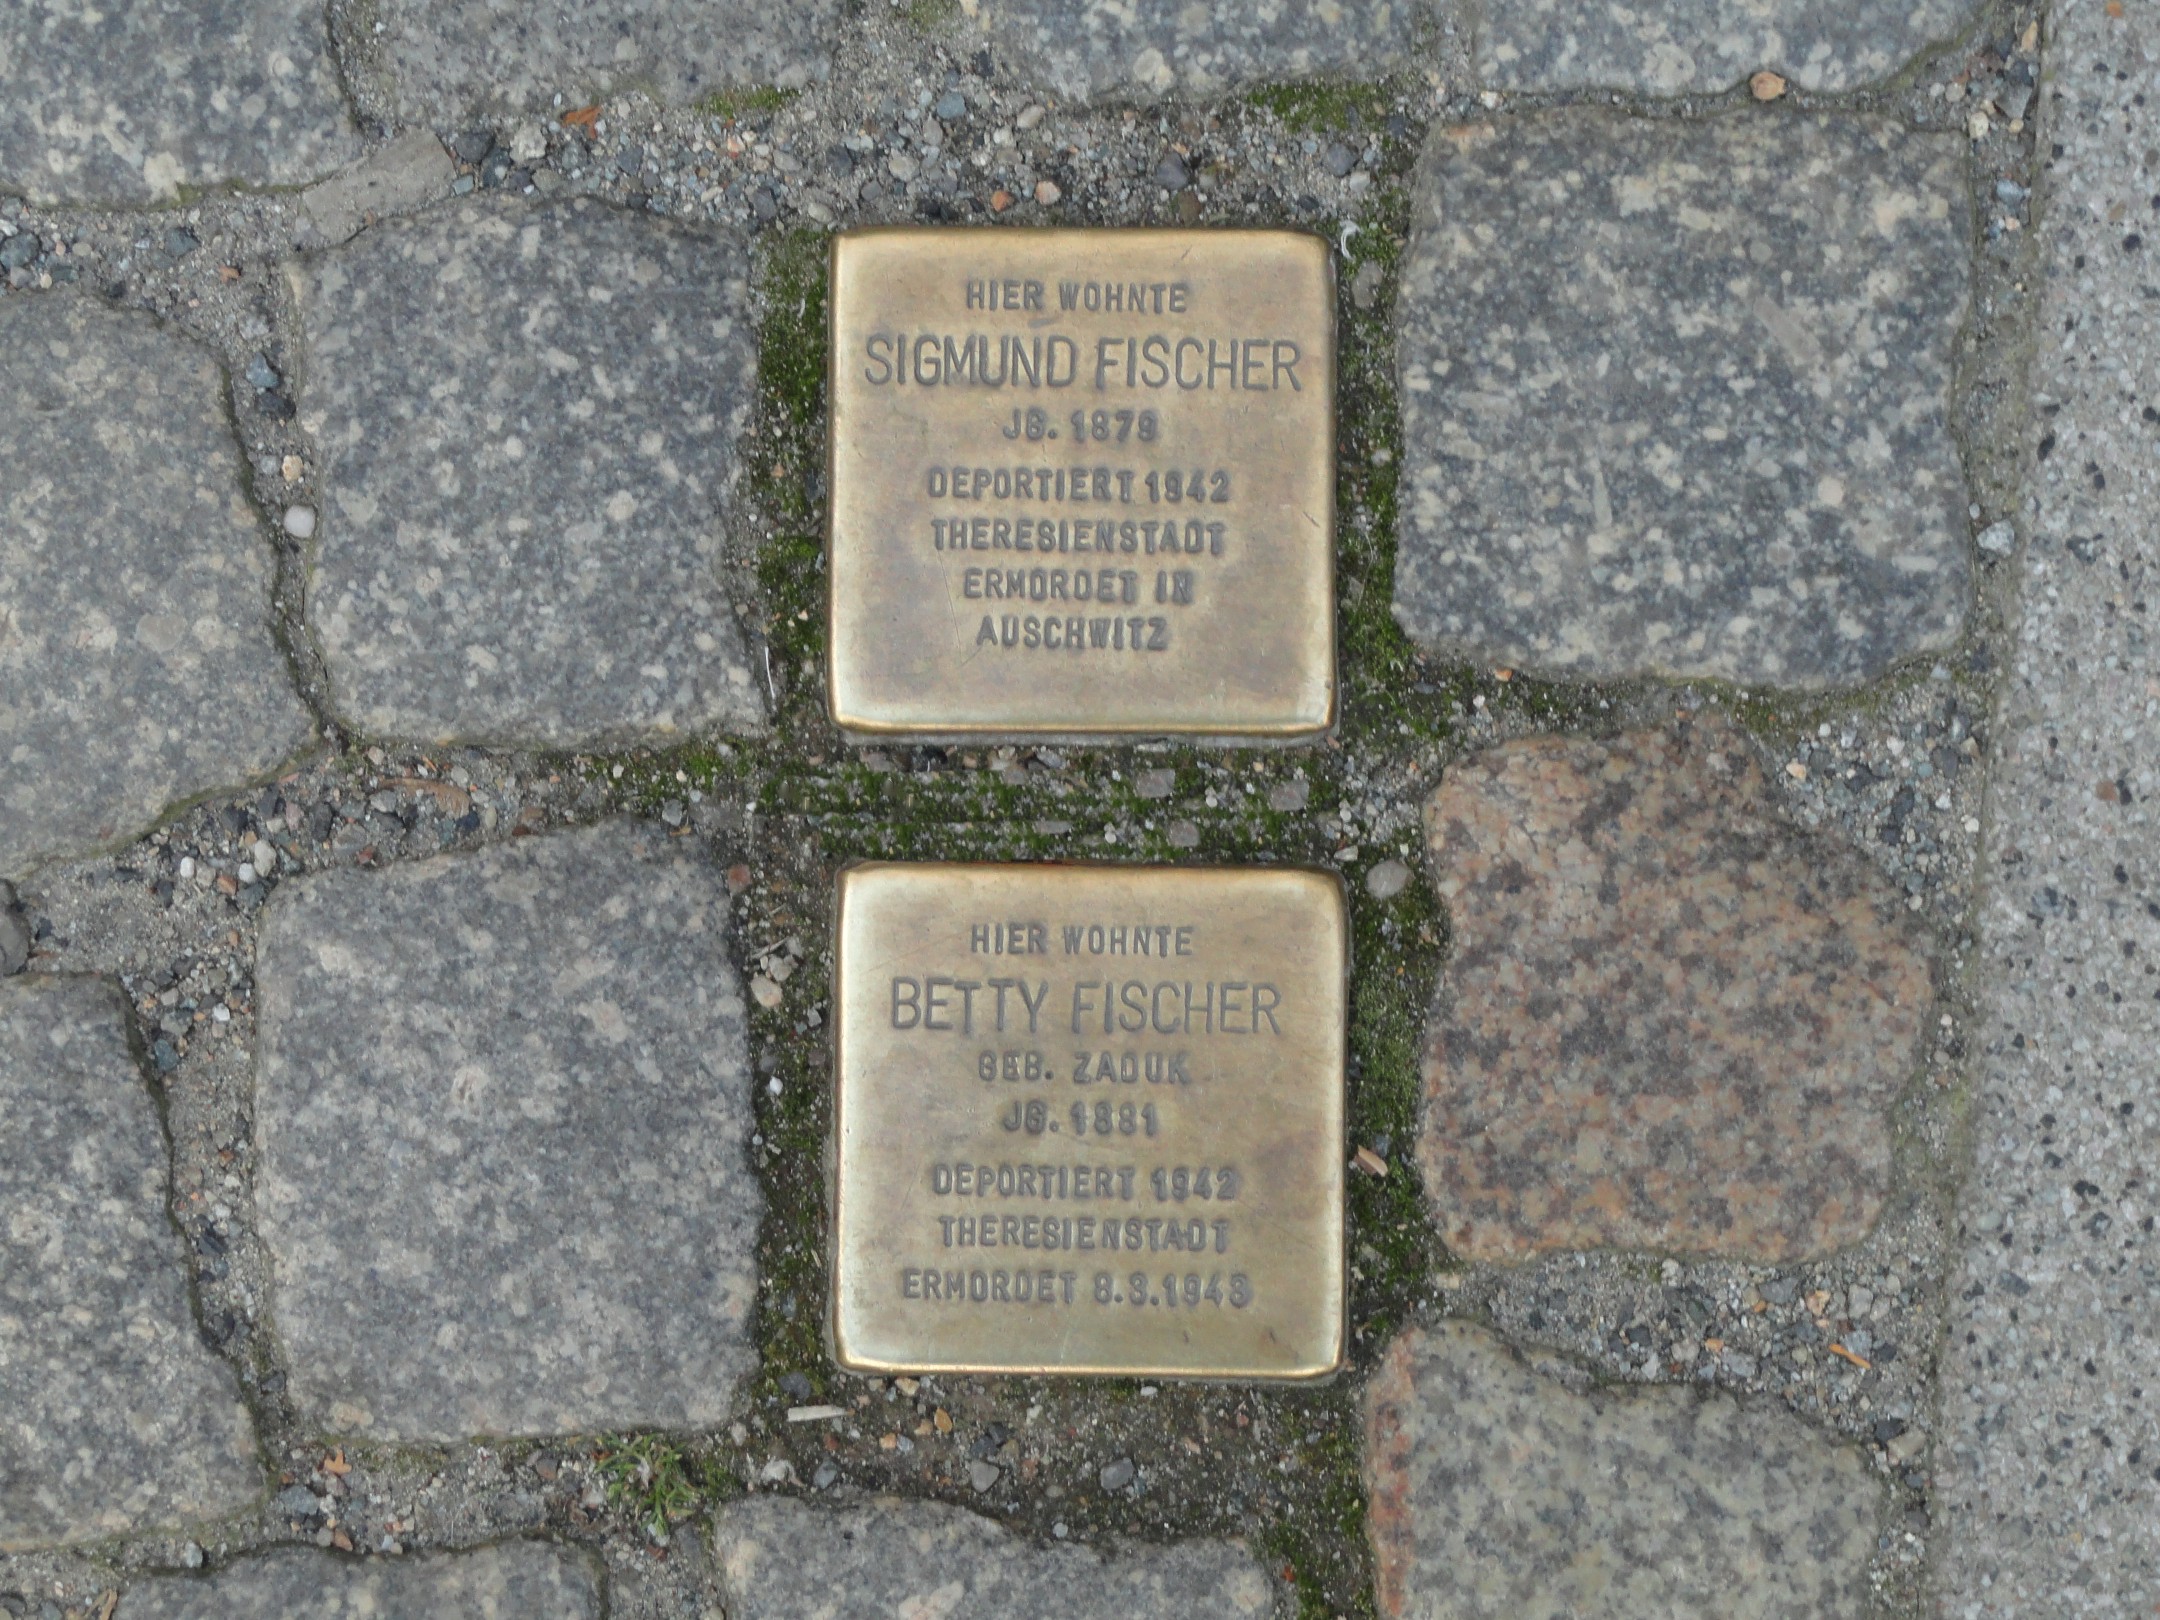 HIER WOHNTE
SIGMUND FISCHER
JG. 1879
DEPORTIERT 1942
THERESIENSTADT
ERMORDET IN
AUSCHWITZ
HIER WOHNTE
BETTY FISCHER
GEB. ZADUK
JG. 1881
DEPORTIERT 1942
THERESIENSTADT
ERMORDET 8.3.1943